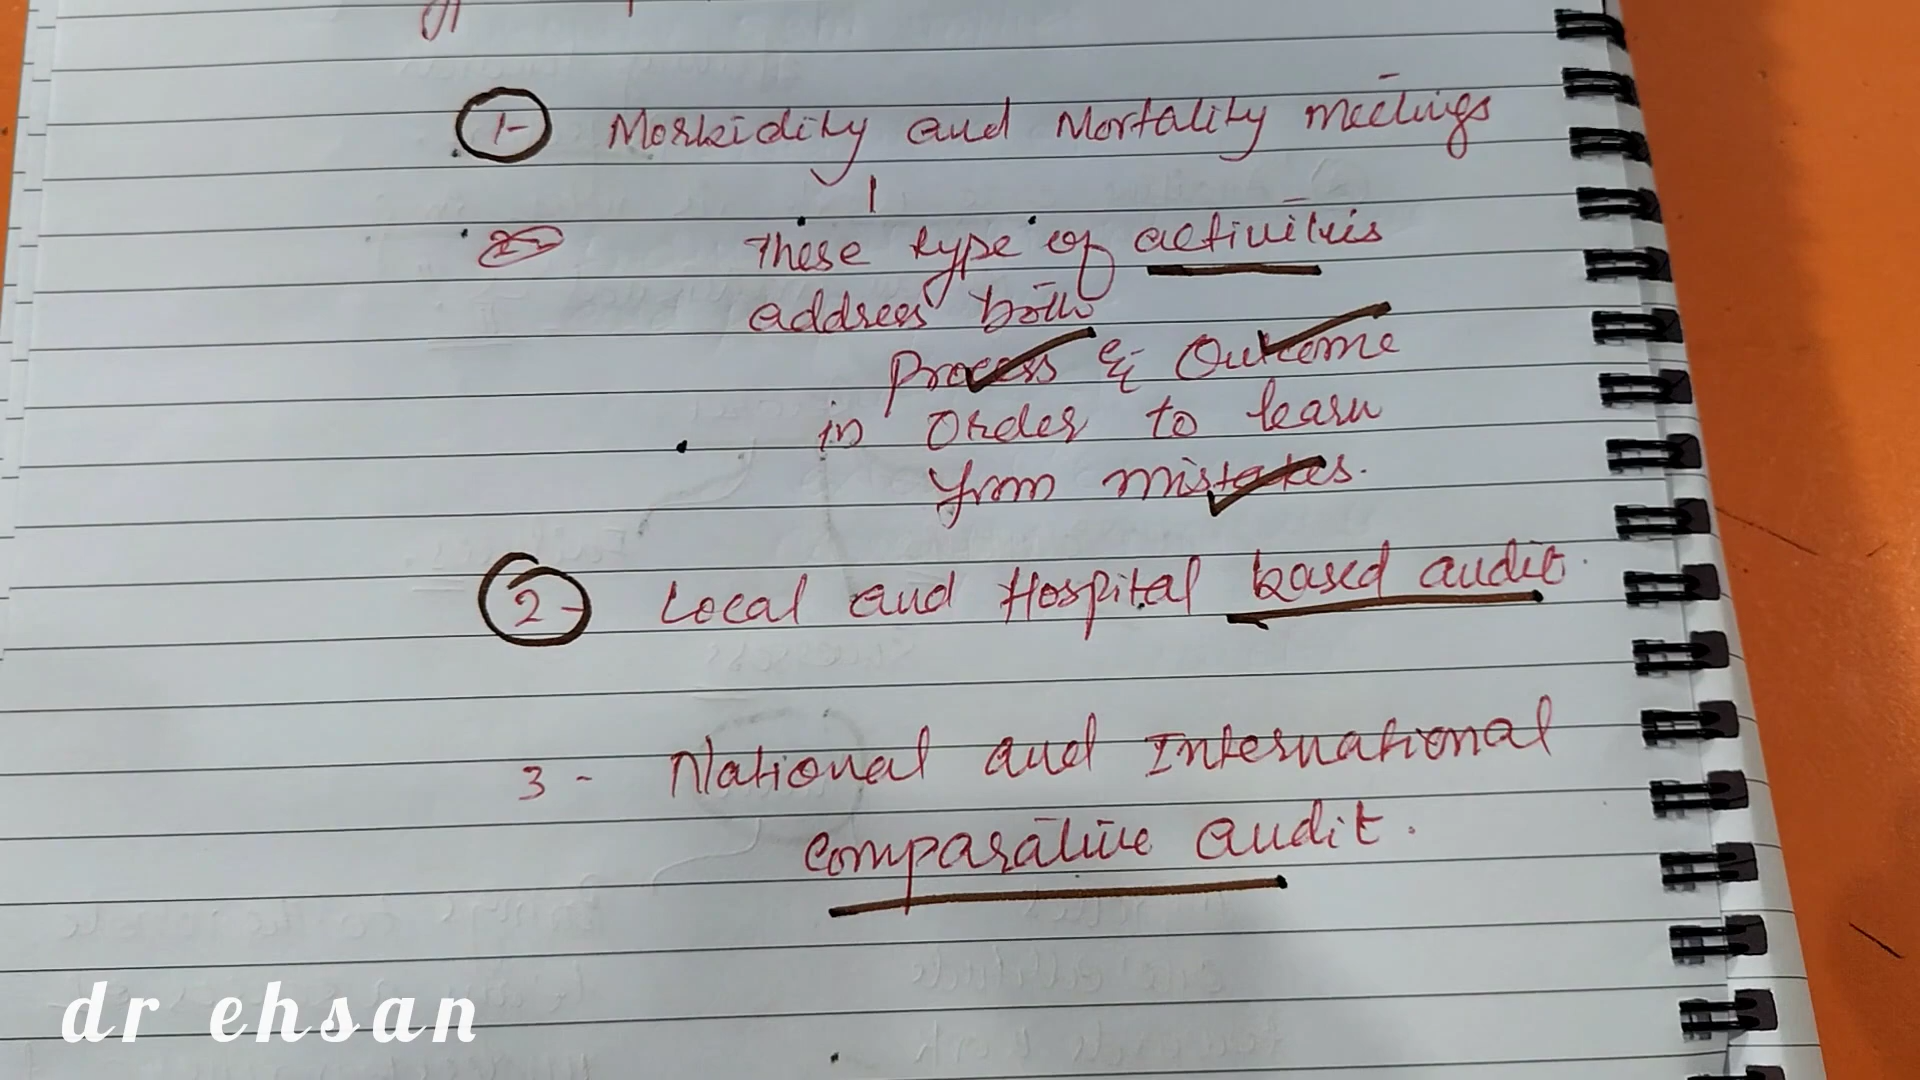 1- Morbidity and Mortality meetings
These type of activities
address both
Process & Outcome
in Order to learn
from mistakes.
2- Local and Hospital based audit.
3 - National and International
comparative audit.
dr ehsan